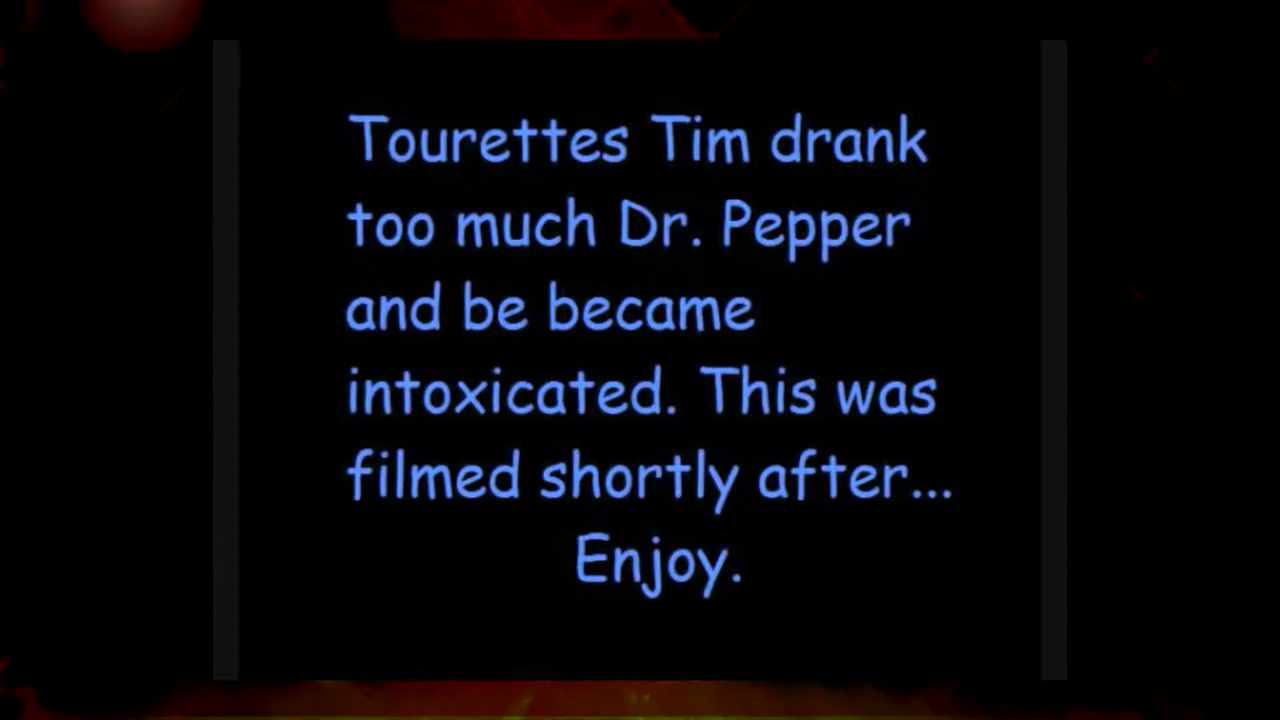 Tourettes Tim drank
too much Dr. Pepper
and be became
intoxicated. This was
filmed shortly after...
Enjoy.